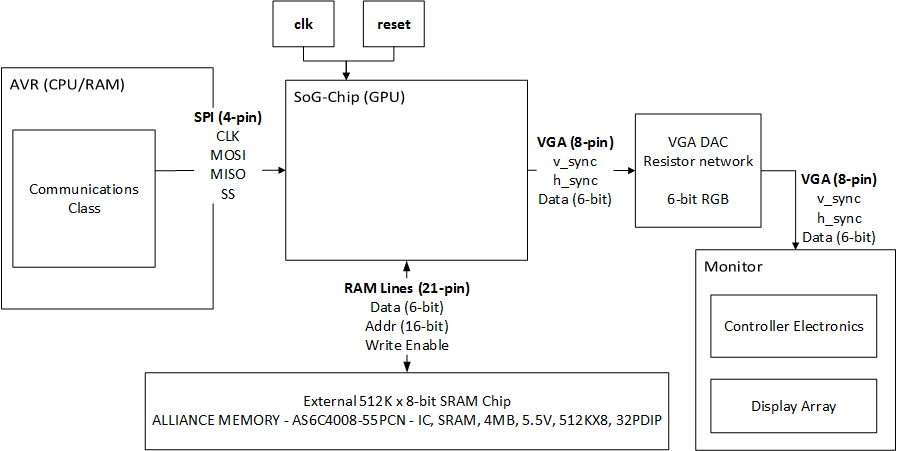 clk
reset
AVR (CPU/RAM)
Communications
Class
SPI (4-pin)
CLK
MOSI
MISO
SS
SoG-Chip (GPU)
VGA (8-pin)
v_sync
h_sync
Data (6-bit)
VGA DAC
Resistor network
6-bit RGB
VGA (8-pin)
v_sync
h_sync
Data (6-bit)
RAM Lines (21-pin)
Data (6-bit)
Addr (16-bit)
Write Enable
External 512K x 8-bit SRAM Chip
ALLIANCE MEMORY - AS6C4008-55PCN - IC, SRAM, 4MB, 5.5V, 512KX8, 32PDIP
Monitor
Controller Electronics
Display Array